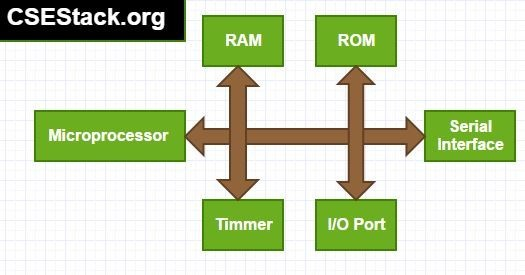 CSEStack.org
RAM
ROM
Microprocessor
Serial
Interface
Timmer
I/O Port